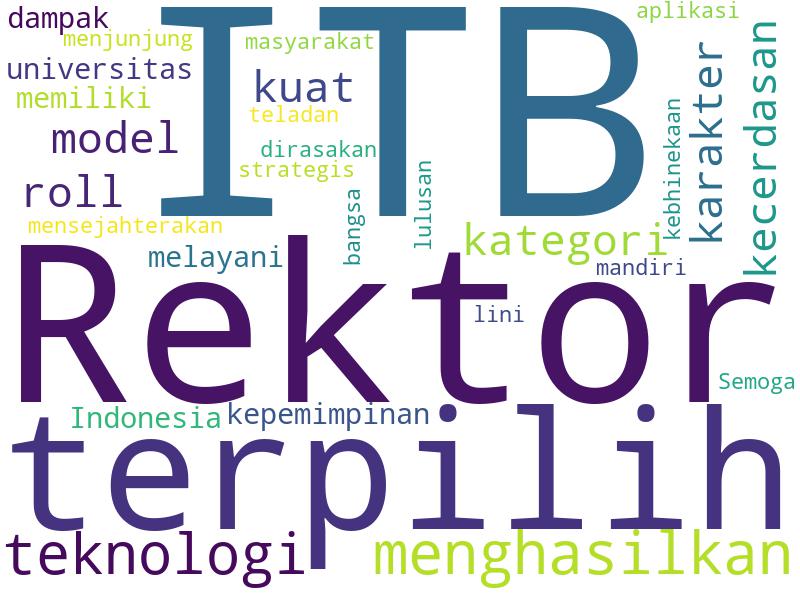 ITB
dampak
menjunjung
masyarakat
aplikasi
universitas
memiliki
kuat
teladan
model
dirasakan
strategis
roll
mensejahterakan
bangsa
lulusan
kebhinekaan
karakter
kecerdasan
melayani
kategori
mandiri
Rektor
lini
Semoga
Indonesia
kepemimpinan
terpilih
teknologi
menghasilkan